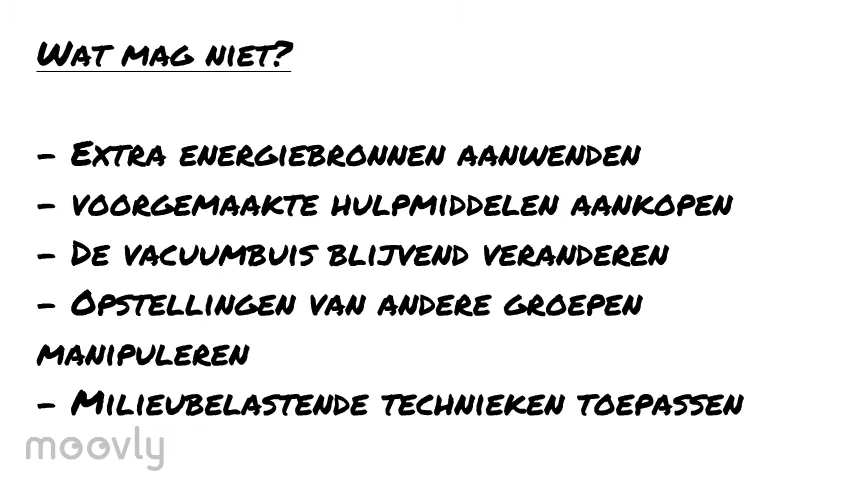 Wat mag niet?
- Extra energiebronnen aanwenden
- voorgemaakte hulpmiddelen aankopen
- De vacuumbuis blijvend veranderen
- Opstellingen van andere groepen
manipuleren
- Milieubelastende technieken toepassen
moovly